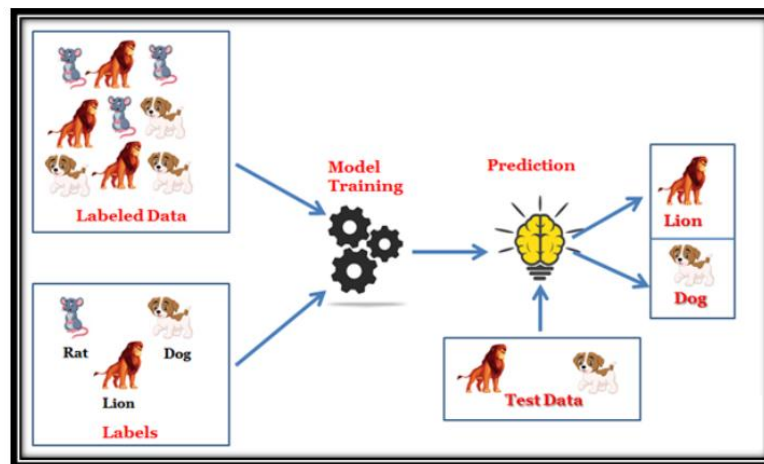 Labeled Data
Rat
Dog
Lion
Labels
Model
Training
Prediction
Test Data
Lion
Dog